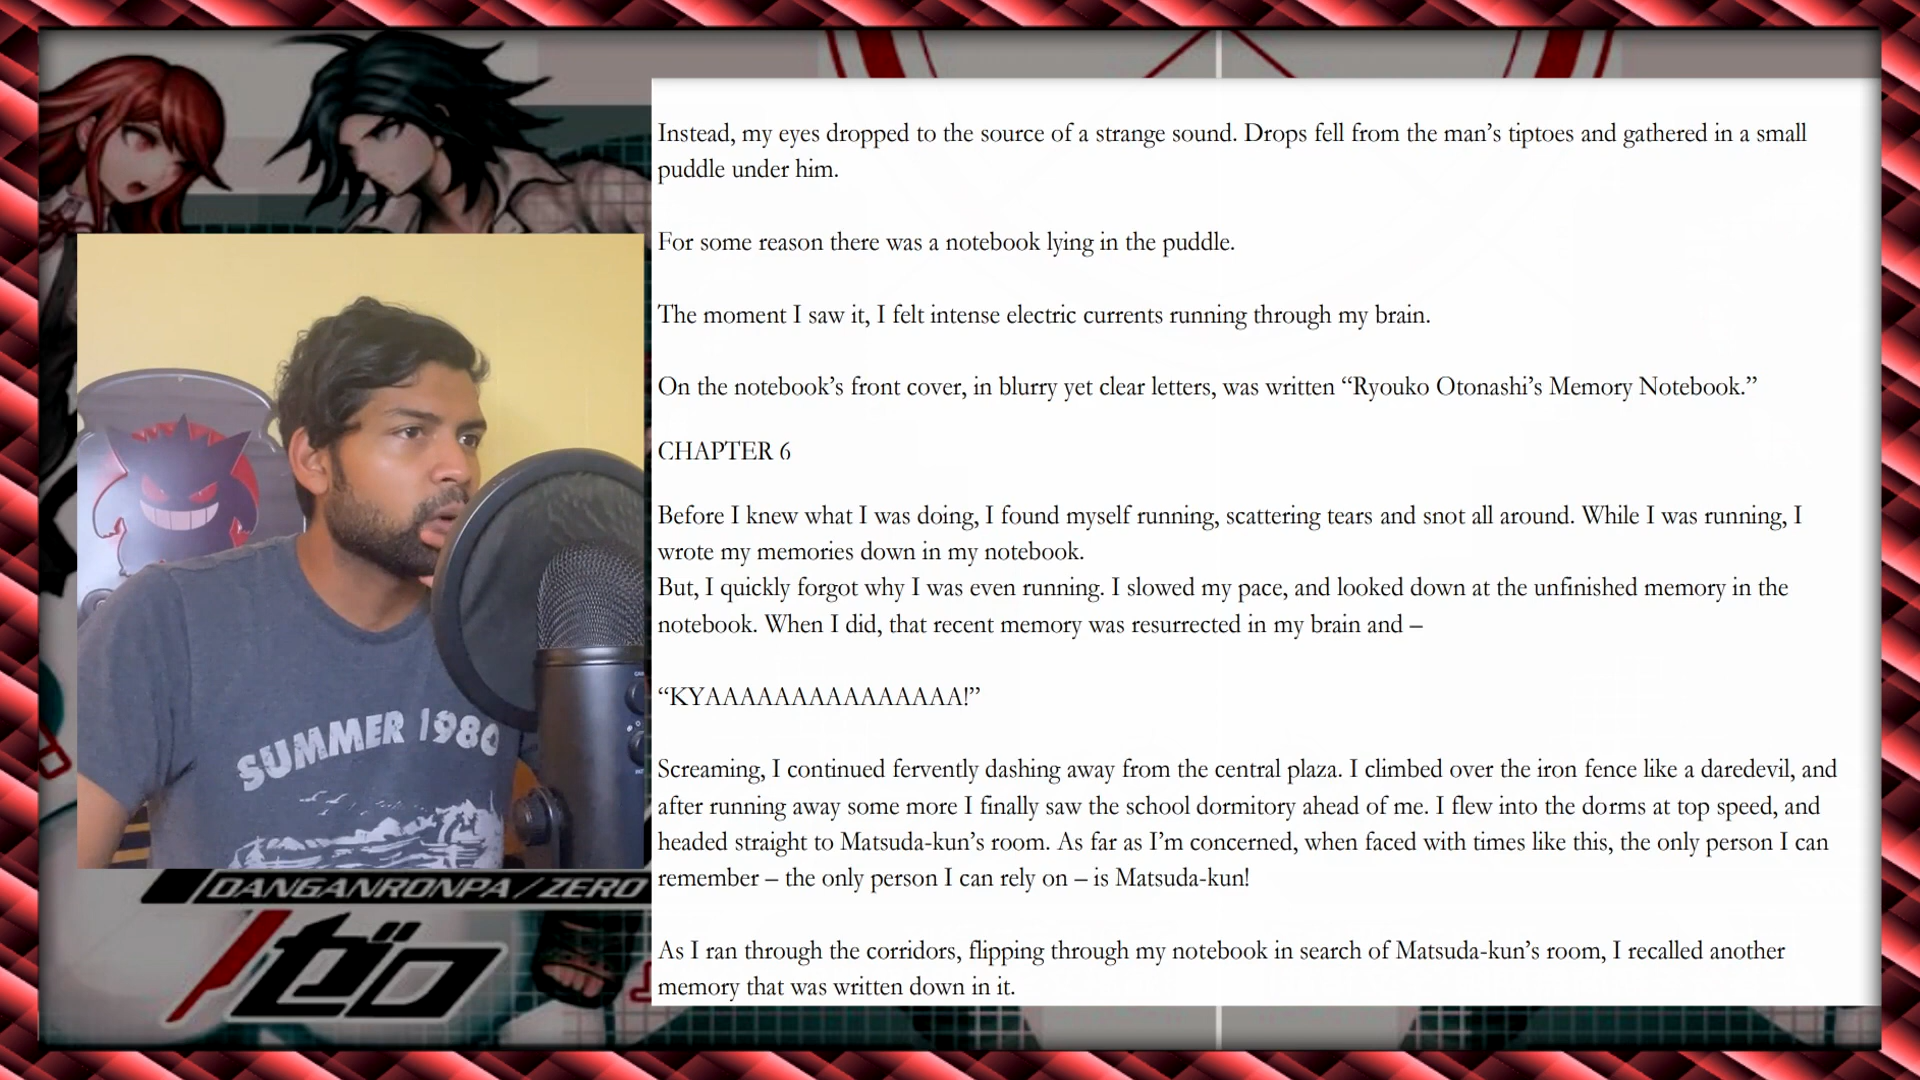 Instead, my eyes dropped to the source of a strange sound. Drops fell from the man’s tiptoes and gathered in a small
puddle under him.
For some reason there was a notebook lying in the puddle.
The moment I saw it, I felt intense electric currents running through my brain.
On the notebook’s front cover, in blurry yet clear letters, was written “Ryouko Otonashi’s Memory Notebook.”
CHAPTER 6
Before I knew what I was doing, I found myself running, scattering tears and snot all around. While I was running, I
wrote my memories down in my notebook.
But, I quickly forgot why I was even running. I slowed my pace, and looked down at the unfinished memory in the
notebook. When I did, that recent memory was resurrected in my brain and –
“KYAAAAAAAAAAAAAAA!”
Screaming, I continued fervently dashing away from the central plaza. I climbed over the iron fence like a daredevil, and
after running away some more I finally saw the school dormitory ahead of me. I flew into the dorms at top speed, and
headed straight to Matsuda-kun’s room. As far as I’m concerned, when faced with times like this, the only person I can
remember – the only person I can rely on – is Matsuda-kun!
As I ran through the corridors, flipping through my notebook in search of Matsuda-kun’s room, I recalled another
memory that was written down in it.
SUMMER 1980
DANGANRONPA/ZERO
/ゼロ